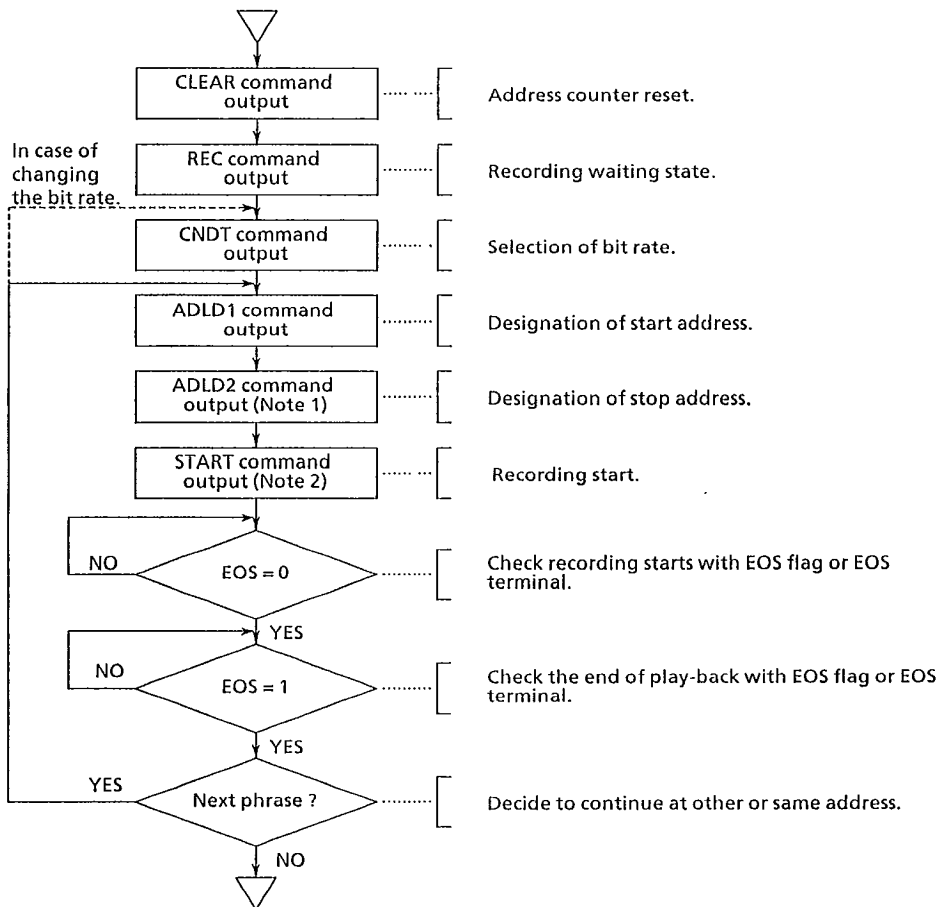 CLEAR command
output
Address counter reset.
In case of
changing
the bit rate.
REC command
output
Recording waiting state.
CNDT command
output
Selection of bit rate.
ADLD1 command
output
Designation of start address.
ADLD2 command
output (Note 1)
Designation of stop address.
START command
output (Note 2)
Recording start.
NO
EOS = 0
Check recording starts with EOS flag or EOS
terminal.
YES
NO
EOS = 1
Check the end of play-back with EOS flag or EOS
terminal.
YES
YES
Next phrase ?
Decide to continue at other or same address.
NO